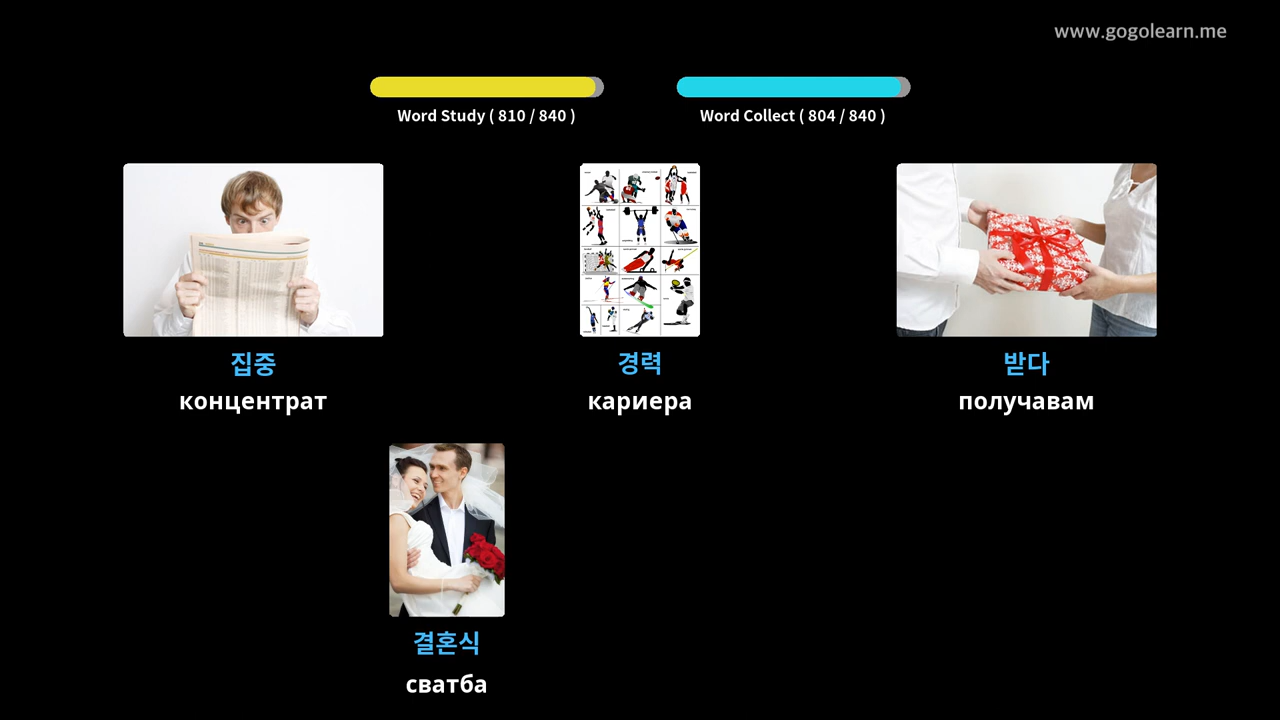 www.gogolearn.me
Word Study ( 810 / 840 )
Word Collect ( 804 / 840 )
집중
концентрат
경력
кариера
받다
получавам
결혼식
сватба